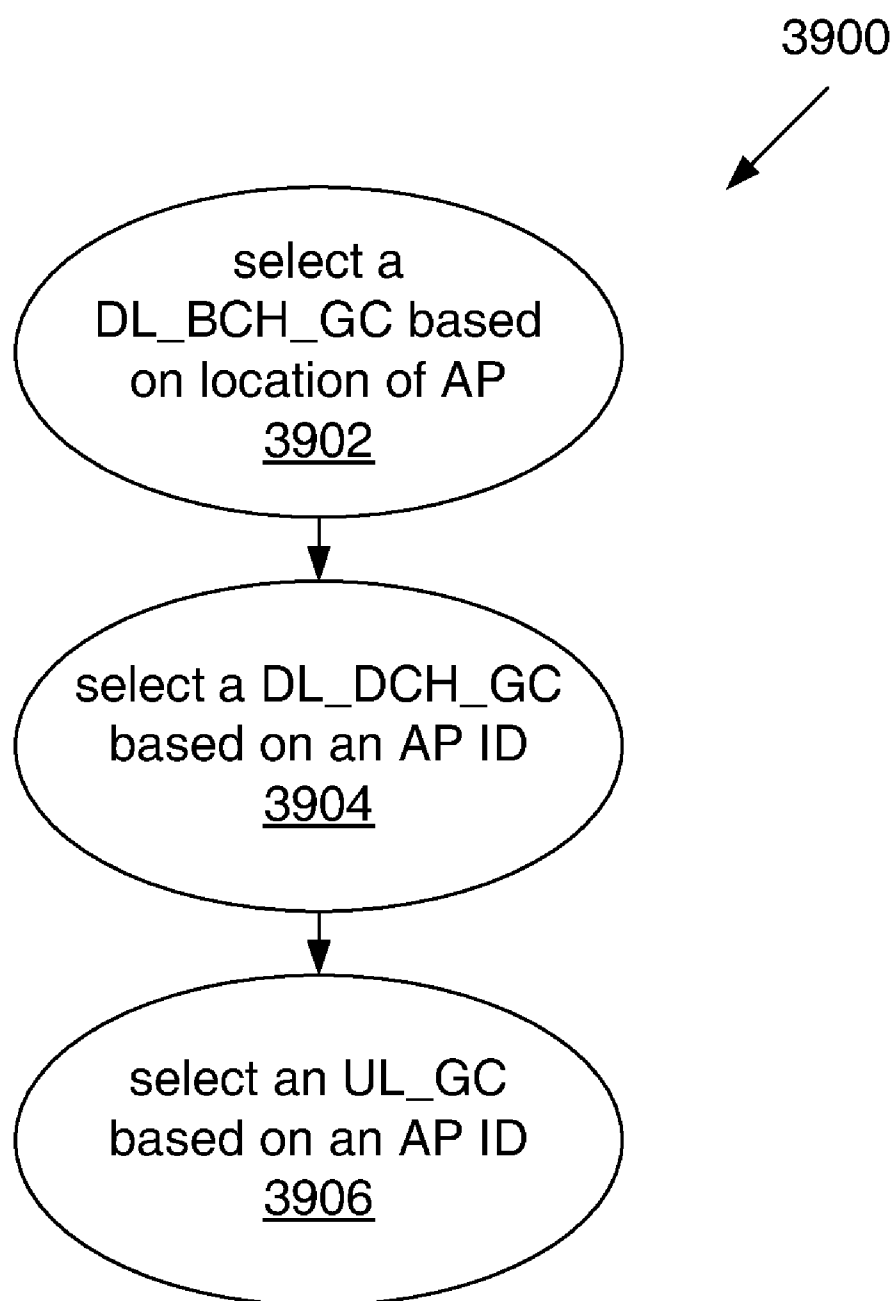 3900
select a
DL_BCH_GC based
on location of AP
3902
select a DL_DCH_GC
based on an AP ID
3904
select an UL_GC
based on an AP ID
3906